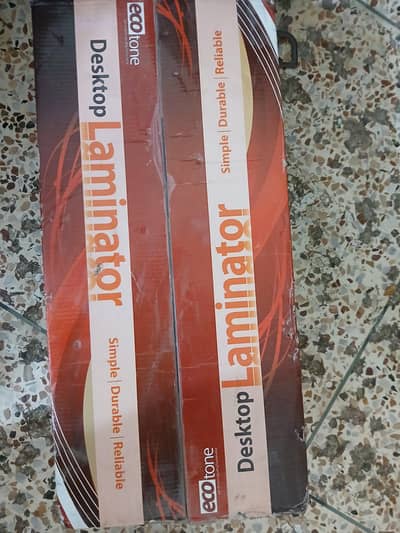 ecotone
Desktop
Laminator
Simple | Durable | Reliable
Simple | Durable | Reliable
Desktop
Laminator
ecotone